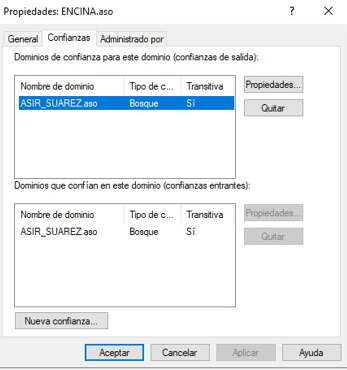 Propiedades: ENCINA.aso
General Confianzas Administrado por
Dominios de confianza para este dominio (confianzas de salida):
Nombre de dominio Tipo de c... Transitiva
ASIR_SUAREZ.aso Bosque Sí
Propiedades...
Quitar
Dominios que confían en este dominio (confianzas entrantes):
Nombre de dominio Tipo de c... Transitiva
ASIR_SUAREZ.aso Bosque Sí
Propiedades...
Quitar
Nueva confianza...
Aceptar Cancelar Aplicar Ayuda